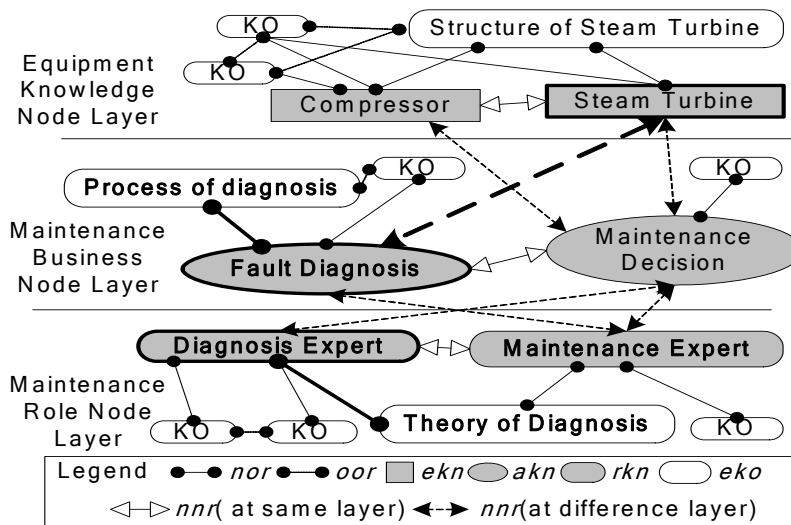 KO
Structure of Steam Turbine
KO
Equipment
Knowledge
Node Layer
Compressor
Steam Turbine
KO
KO
Process of diagnosis
Maintenance
Business
Node Layer
Fault Diagnosis
Maintenance
Decision
Diagnosis Expert
Maintenance Expert
Maintenance
Role Node
Layer
KO
KO
Theory of Diagnosis
KO
Legend
nor
oor
ekn
akn
rkn
eko
nnr( at same layer)
nnr(at difference layer)